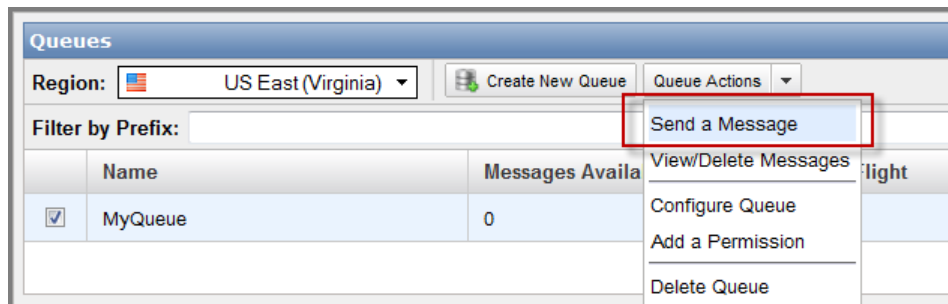 Queues
Region: US East (Virginia) Create New Queue Queue Actions
Filter by Prefix: Send a Message
View/Delete Messages
Name Messages Availa Flight
Configure Queue
MyQueue 0
Add a Permission
Delete Queue